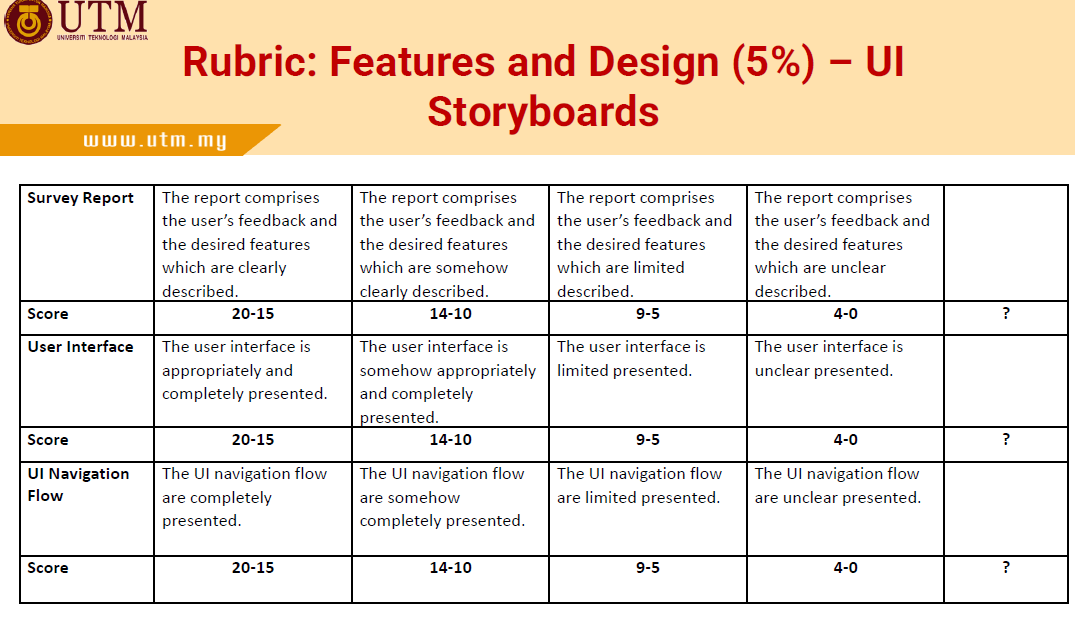 UTM
UNIVERSITI TEKNOLOGI MALAYSIA
Rubric: Features and Design (5%) – UI
Storyboards
www.utm.my
Survey Report
The report comprises
the user's feedback and
the desired features
which are clearly
described.
The report comprises
the user's feedback and
the desired features
which are somehow
clearly described.
The report comprises
the user's feedback and
the desired features
which are limited
described.
The report comprises
the user's feedback and
the desired features
which are unclear
described.
Score
20-15
14-10
9-5
4-0
?
User Interface
The user interface is
appropriately and
completely presented.
The user interface is
somehow appropriately
and completely
presented.
The user interface is
limited presented.
The user interface is
unclear presented.
Score
20-15
14-10
9-5
4-0
?
UI Navigation
Flow
The UI navigation flow
are completely
presented.
The UI navigation flow
are somehow
completely presented.
The UI navigation flow
are limited presented.
The UI navigation flow
are unclear presented.
Score
20-15
14-10
9-5
4-0
?